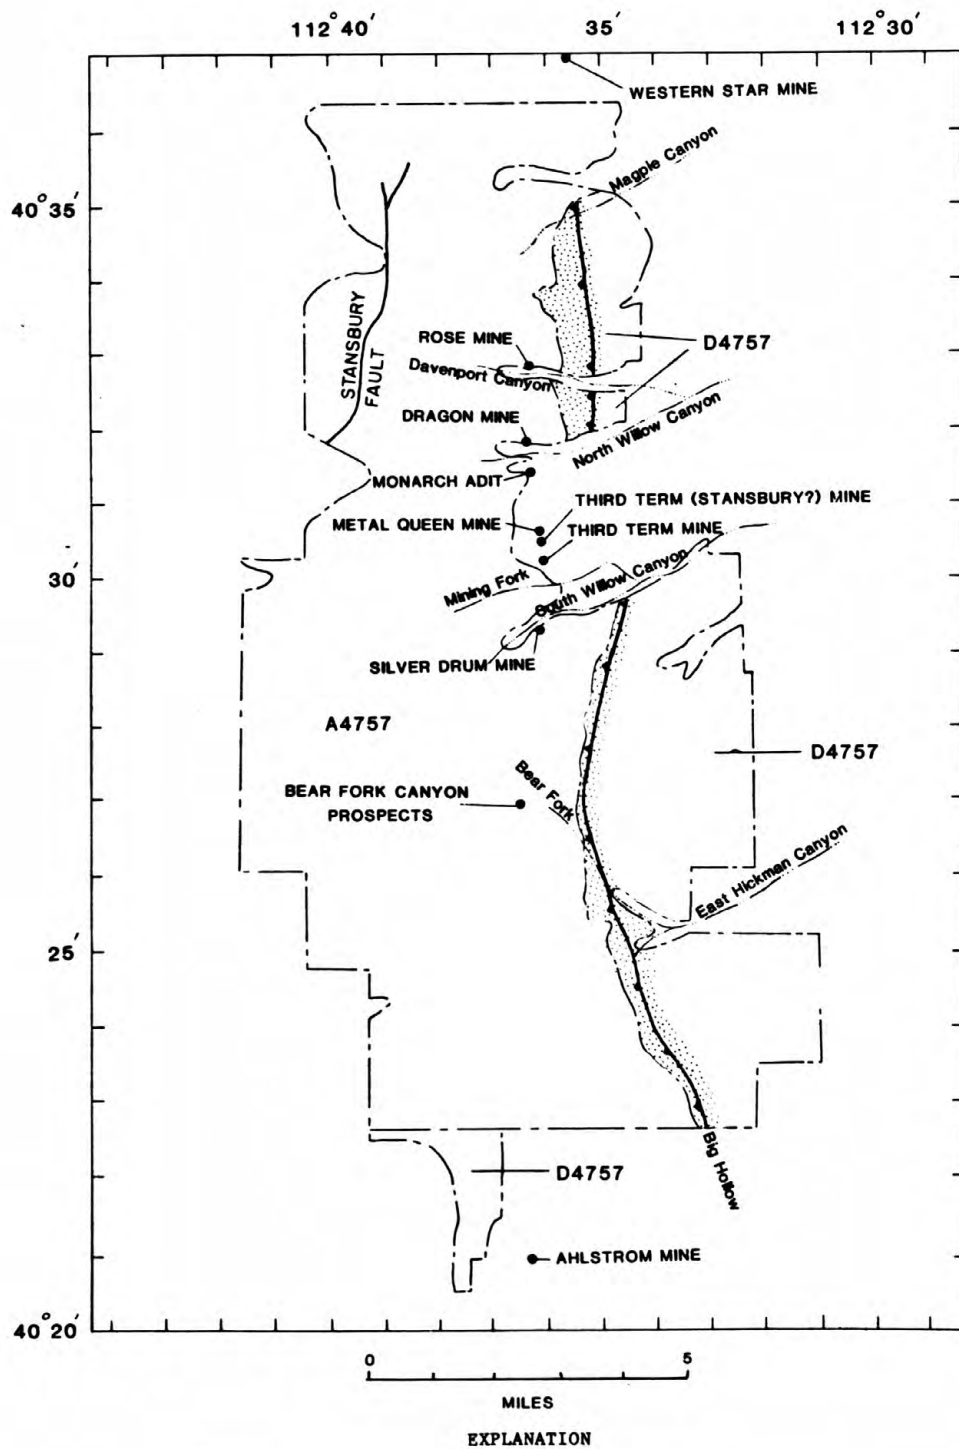 112°40′
35′
112°30′
WESTERN STAR MINE
Magpie Canyon
40°35′
STANSBURY
FAULT
ROSE MINE
D4757
Davenport Canyon
DRAGON MINE
North Willow Canyon
MONARCH ADIT
THIRD TERM (STANSBURY?) MINE
METAL QUEEN MINE
THIRD TERM MINE
30′
Mining Fork
South Willow Canyon
SILVER DRUM MINE
A4757
D4757
Bear Fork
BEAR FORK CANYON
PROSPECTS
East Hickman Canyon
25′
Big Hollow
D4757
AHLSTROM MINE
40°20′
0
5
MILES
EXPLANATION